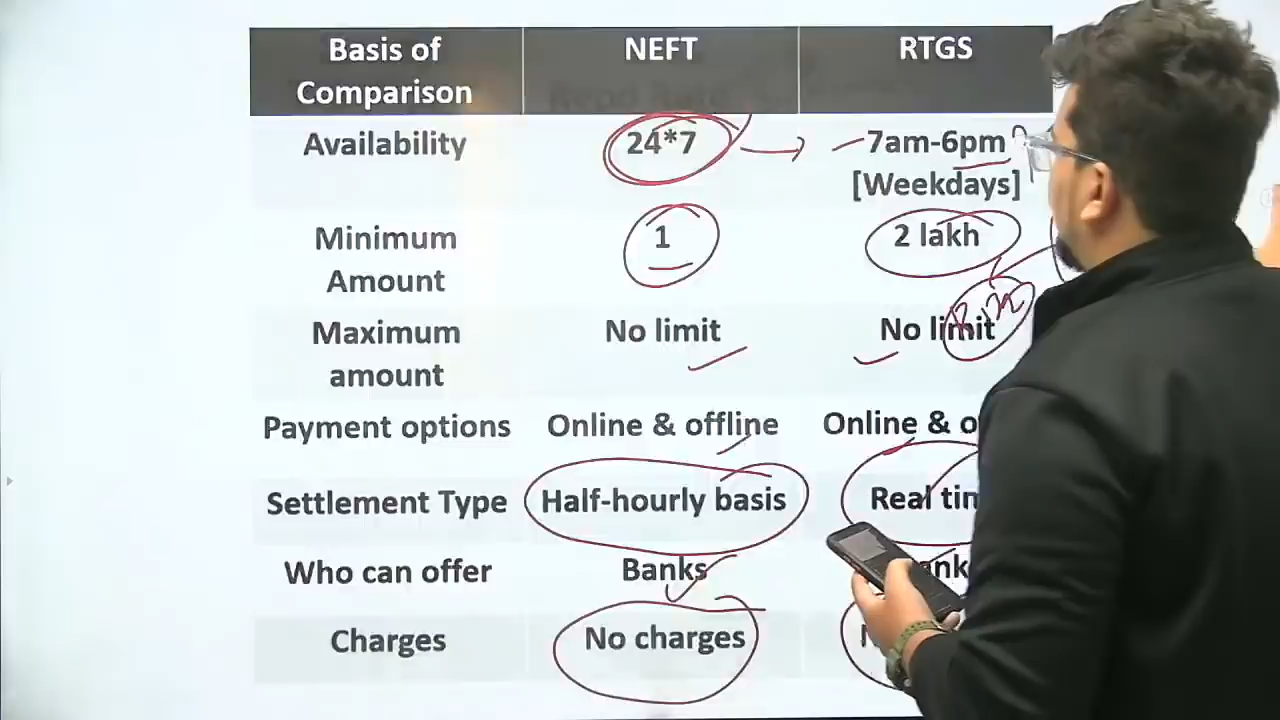 Basis of Comparison NEFT RTGS
Availability 24*7 7am-6pm [Weekdays]
Minimum Amount 1 2 lakh
Maximum amount No limit No limit
Payment options Online & offline Online &
Settlement Type Half-hourly basis Real
Who can offer Banks
Charges No charges